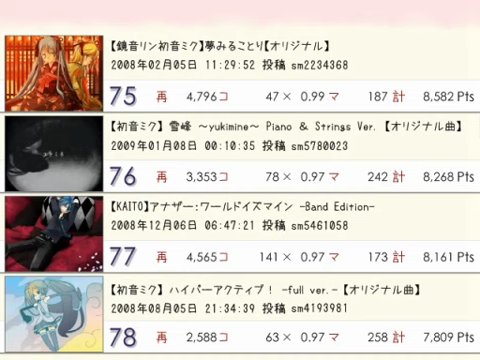 【鏡音リン初音ミク】夢みることり【オリジナル】
2008年02月05日 11:29:52 投稿 sm2234368
75 再 4,796コ 47× 0.99マ 187計 8,582 Pts
【初音ミク】 雪峰 ～yukimine～ Piano ＆ Strings Ver.【オリジナル曲】
2009年01月08日 00:10:35 投稿 sm5780023
76 再 3,353コ 78× 0.97マ 242計 8,268 Pts
【KAITO】アナザー:ワールドイズマイン -Band Edition-
2008年12月06日 06:47:21 投稿 sm5461058
77 再 4,565コ 141× 0.97マ 173計 8,161 Pts
【初音ミク】 ハイパーアクティブ！ -full ver.-【オリジナル曲】
2008年08月05日 21:34:39 投稿 sm4193981
78 再 2,588コ 63× 0.97マ 258計 7,809 Pts